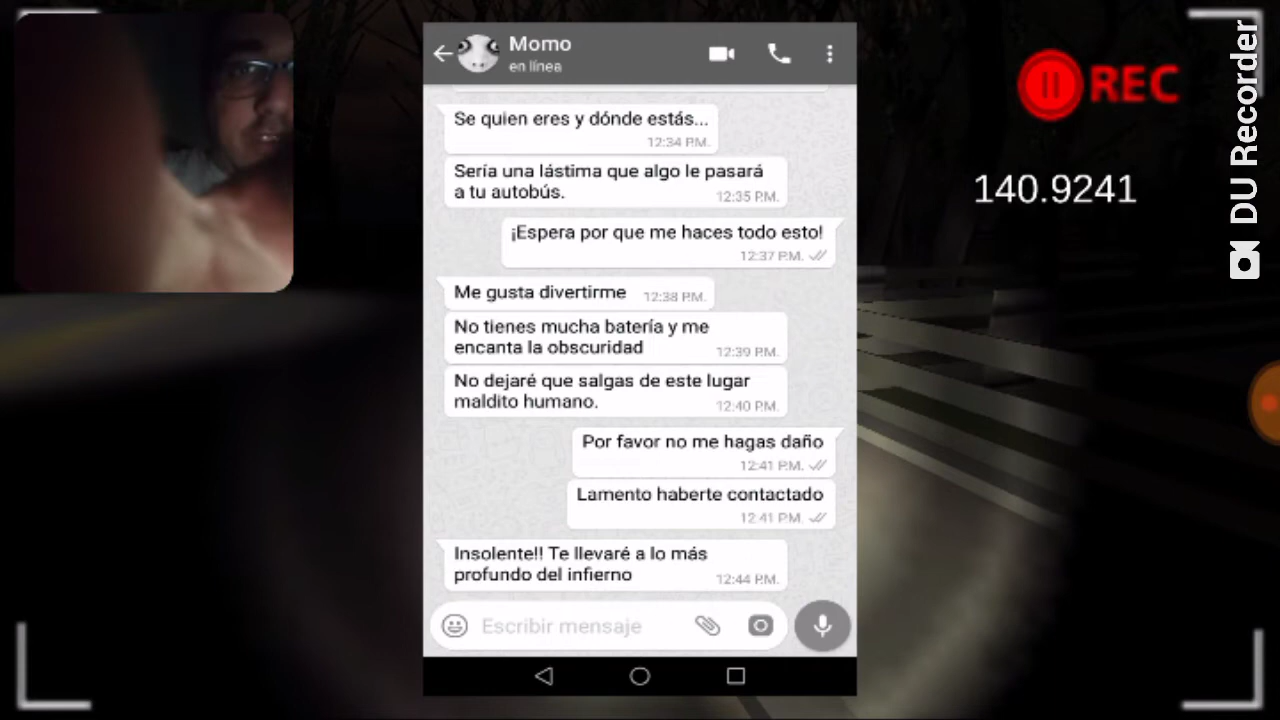 Momo
en línea
Se quien eres y dónde estás...
12:34 P.M.
Sería una lástima que algo le pasará
a tu autobús.
12:35 P.M.
¡Espera por que me haces todo esto!
12:37 P.M.
Me gusta divertirme 12:38 P.M.
No tienes mucha batería y me
encanta la obscuridad
12:39 P.M.
No dejaré que salgas de este lugar
maldito humano.
12:40 P.M.
Por favor no me hagas daño
12:41 P.M.
Lamento haberte contactado
12:41 P.M.
Insolente!! Te llevaré a lo más
profundo del infierno
12:44 P.M.
Escribir mensaje
REC
140.9241
DU Recorder